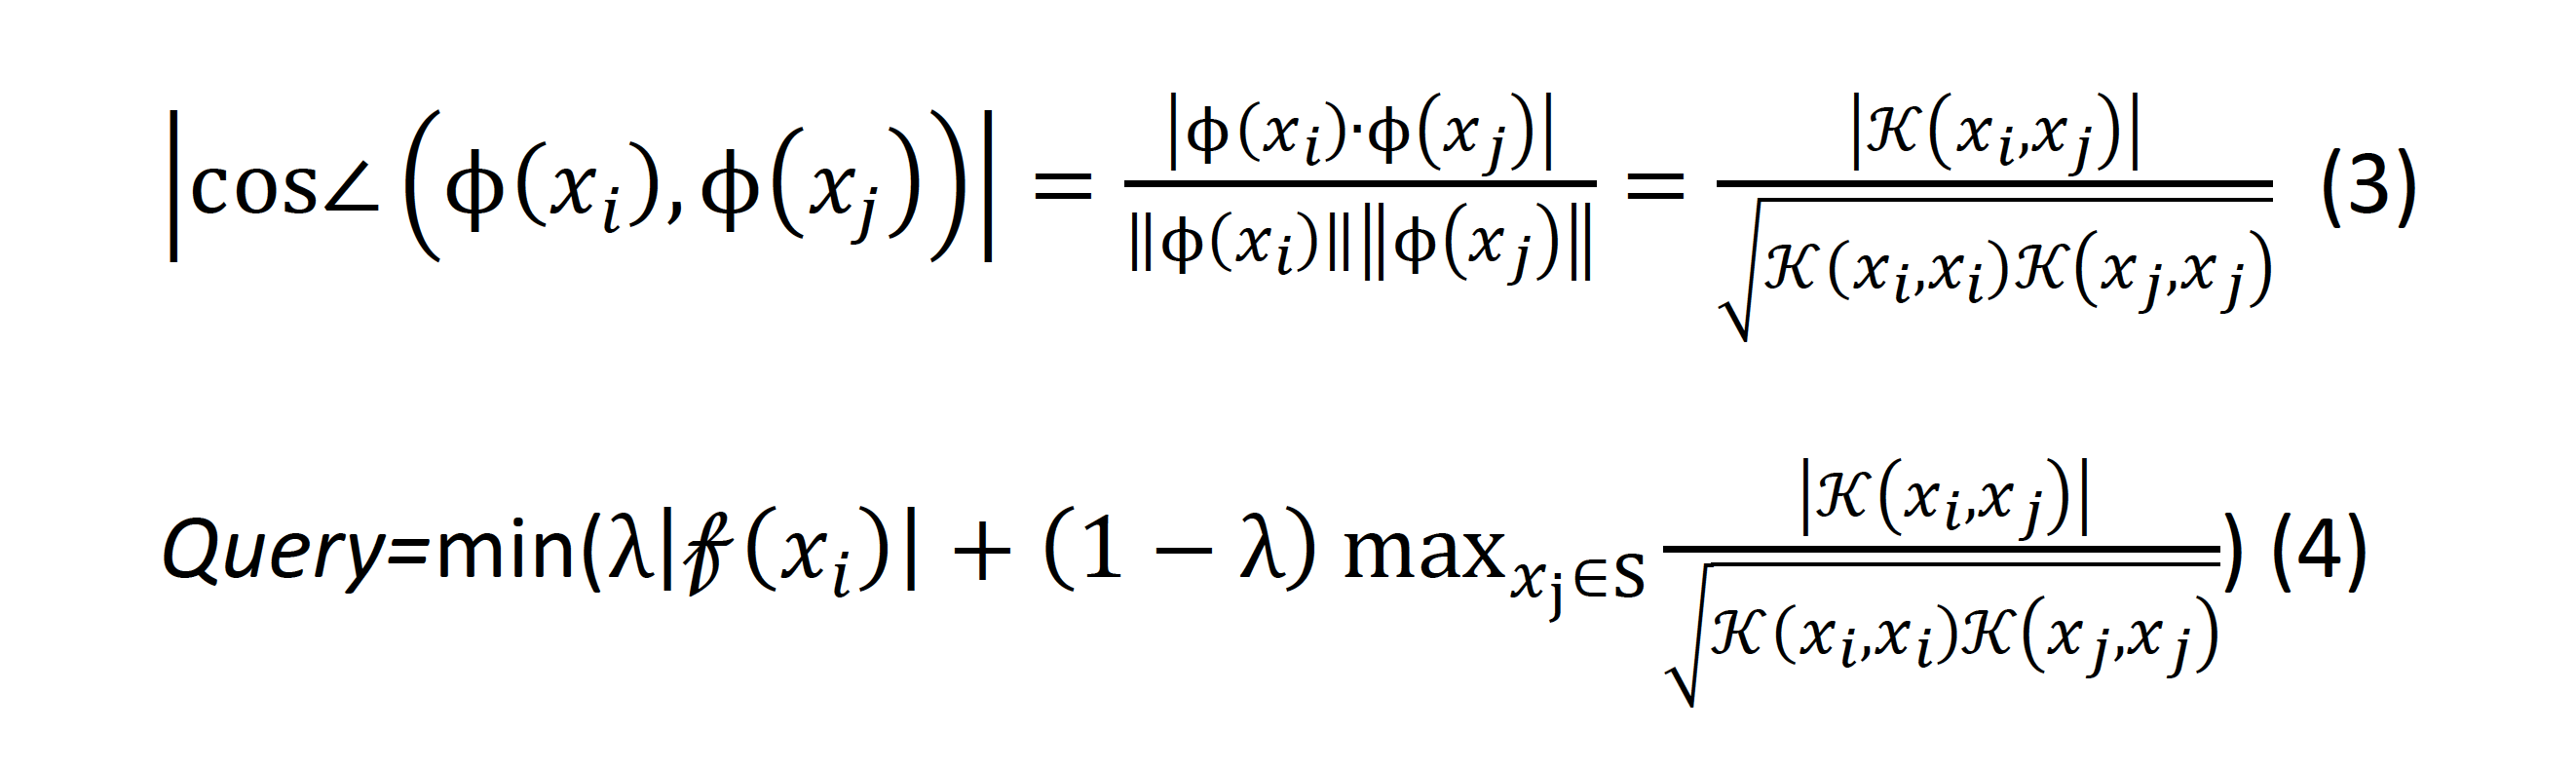 |cos∠(ϕ(x_i), ϕ(x_j))| = |ϕ(x_i)·ϕ(x_j)| / ‖ϕ(x_i)‖‖ϕ(x_j)‖ = |𝒦(x_i,x_j)| / √(𝒦(x_i,x_i)𝒦(x_j,x_j)) (3)
Query=min(λ|𝒻(x_i)| + (1 − λ) max_{x_j∈S} |𝒦(x_i,x_j)| / √(𝒦(x_i,x_i)𝒦(x_j,x_j))) (4)